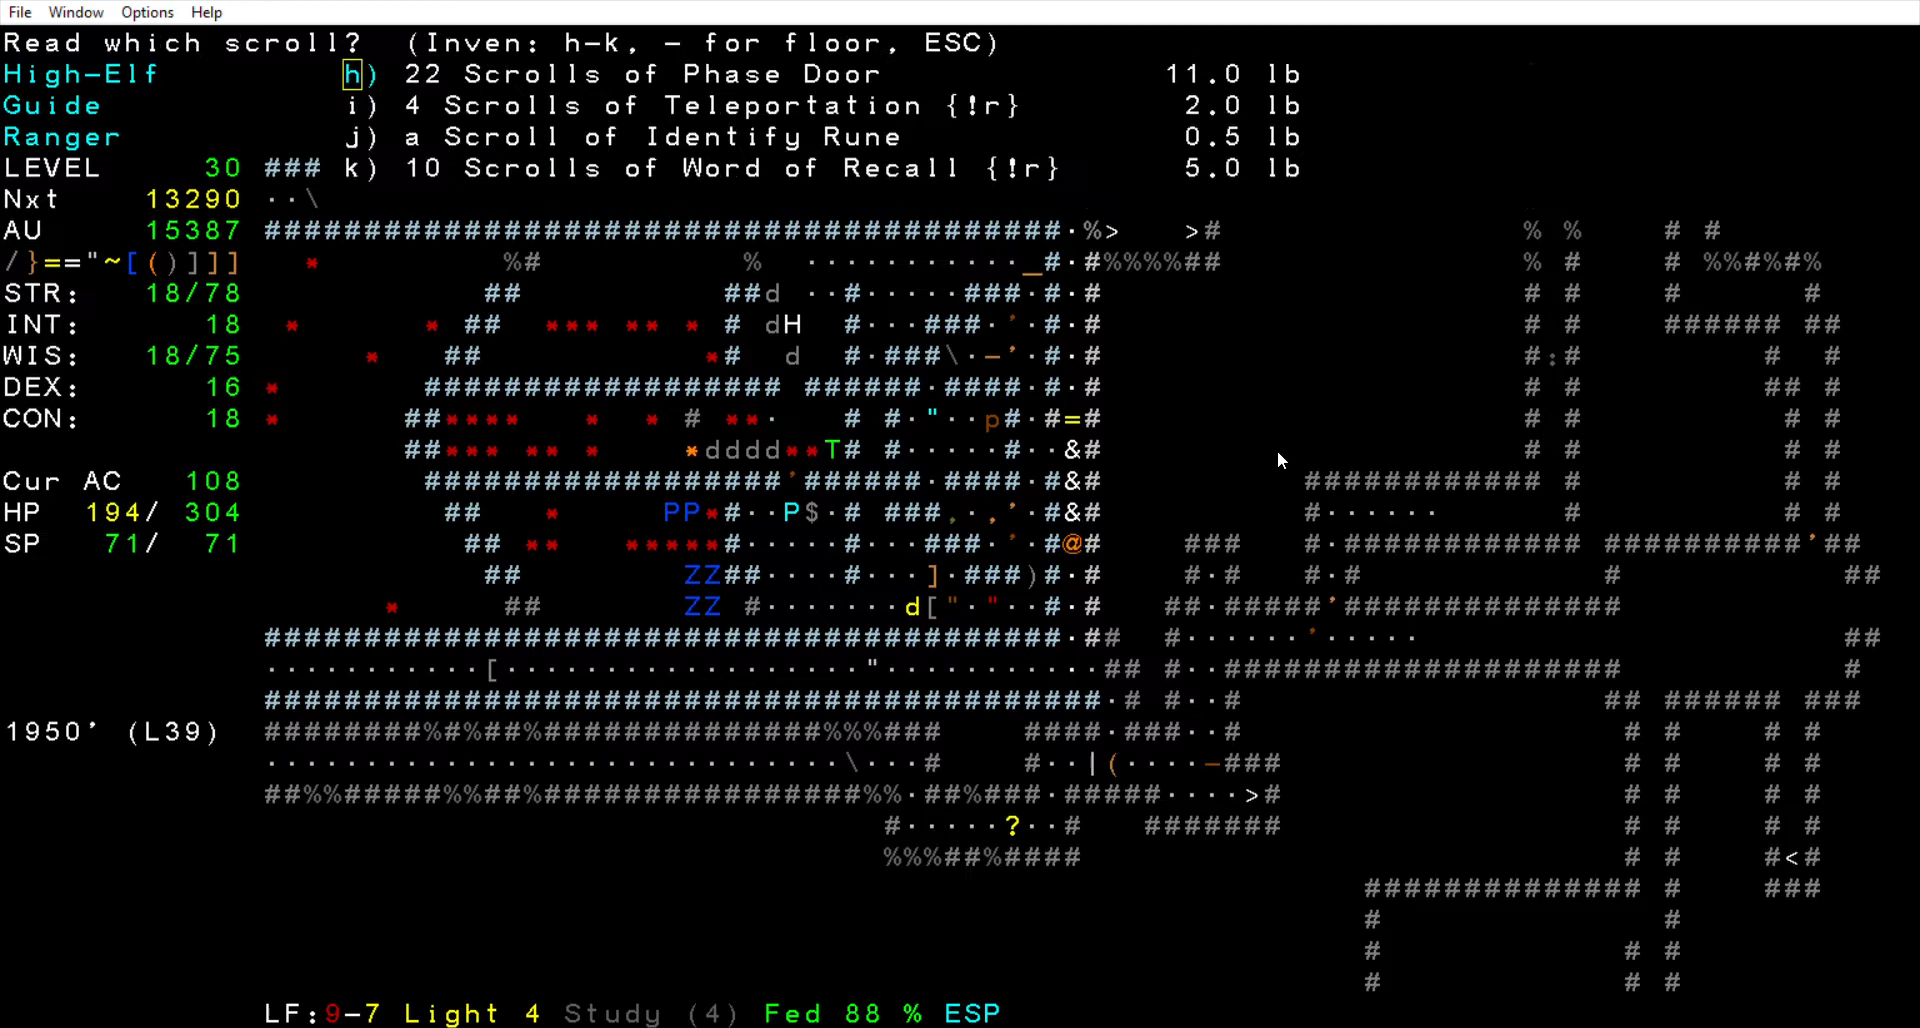 File Window Options Help
Read which scroll? (Inven: h-k, - for floor, ESC)
High-Elf h) 22 Scrolls of Phase Door 11.0 lb
Guide i) 4 Scrolls of Teleportation {!r} 2.0 lb
Ranger j) a Scroll of Identify Rune 0.5 lb
LEVEL 30 ### k) 10 Scrolls of Word of Recall {!r} 5.0 lb
Nxt 13290
AU 15387
/}=="~[()]]]
STR: 18/78
INT: 18
WIS: 18/75
DEX: 16
CON: 18
Cur AC 108
HP 194/ 304
SP 71/ 71
1950' (L39)
LF:9-7 Light 4 Study (4) Fed 88 % ESP